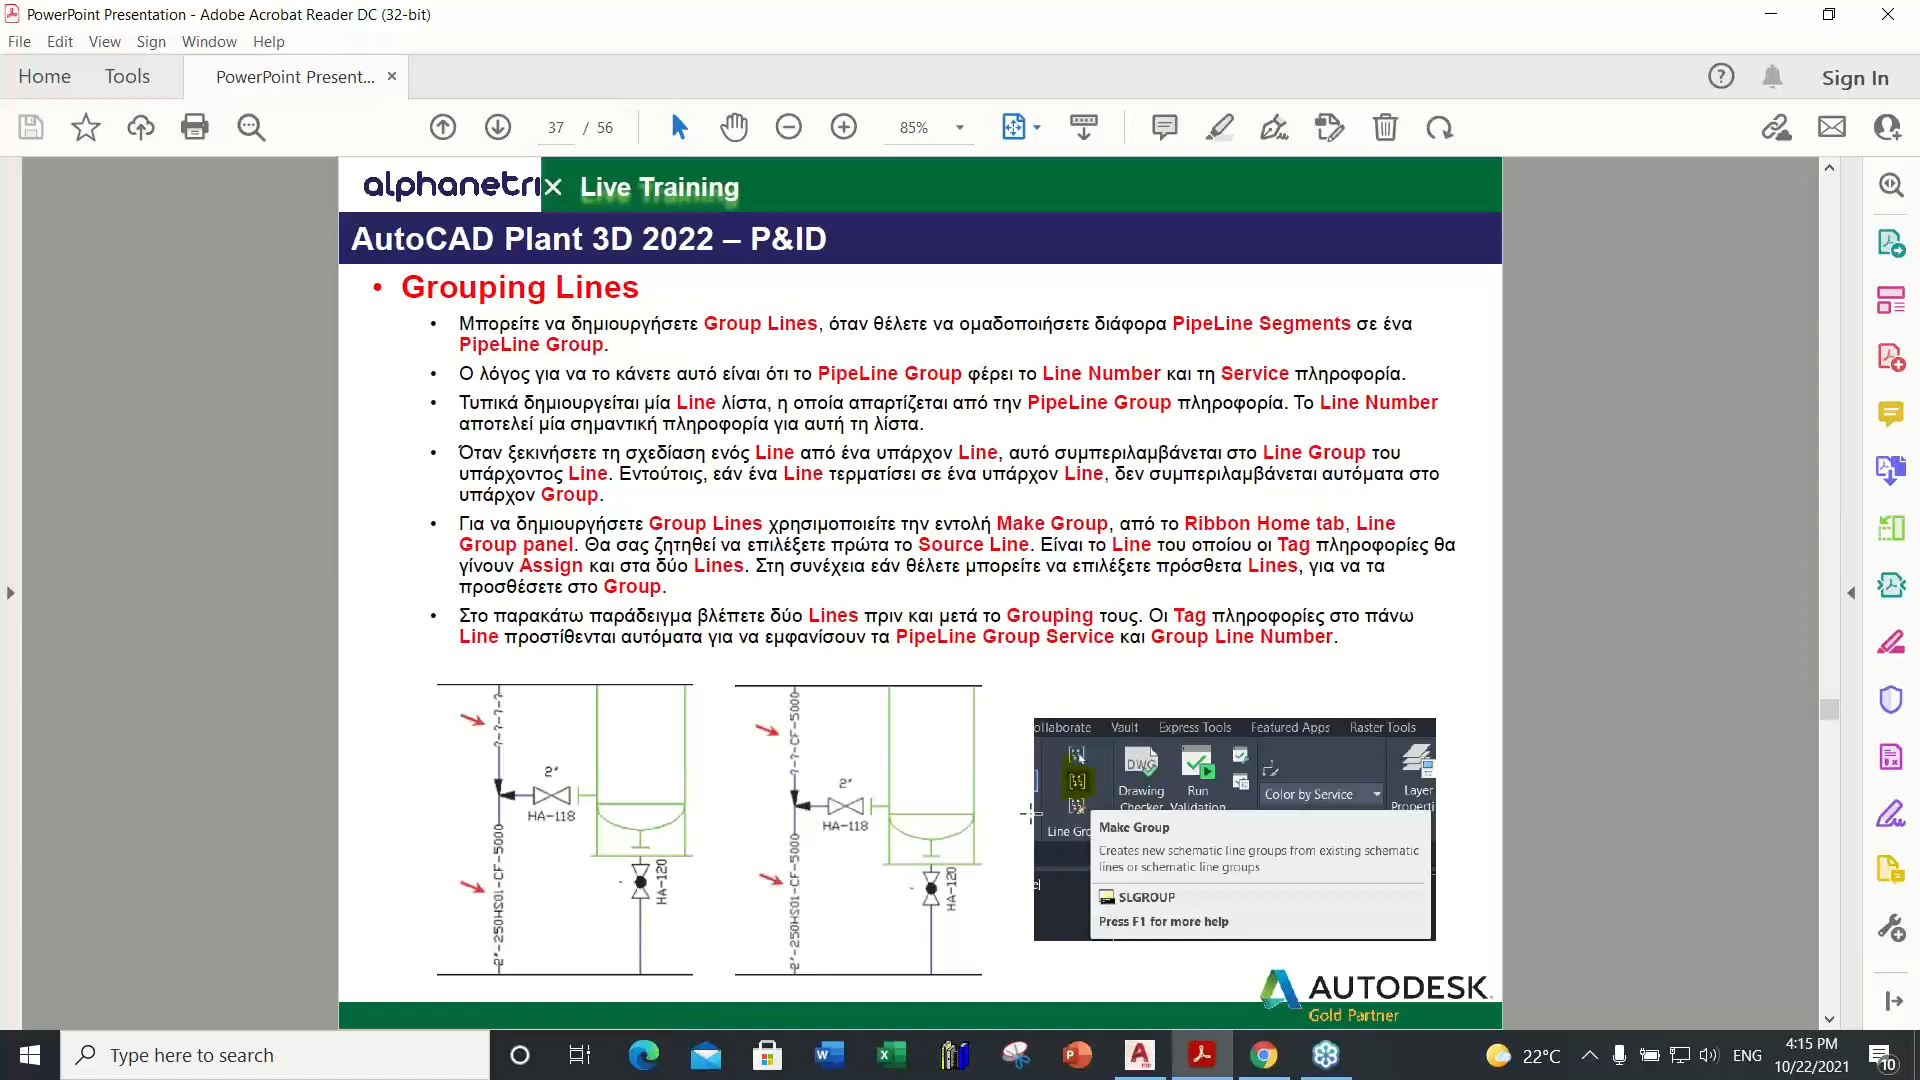 PowerPoint Presentation - Adobe Acrobat Reader DC (32-bit)
File Edit View Sign Window Help
Home Tools PowerPoint Present... × Sign In
37 / 56 85%
alphanetri × Live Training
AutoCAD Plant 3D 2022 – P&ID
• Grouping Lines
• Μπορείτε να δημιουργήσετε Group Lines, όταν θέλετε να ομαδοποιήσετε διάφορα PipeLine Segments σε ένα
PipeLine Group.
• Ο λόγος για να το κάνετε αυτό είναι ότι το PipeLine Group φέρει το Line Number και τη Service πληροφορία.
• Τυπικά δημιουργείται μία Line λίστα, η οποία απαρτίζεται από την PipeLine Group πληροφορία. Το Line Number
αποτελεί μία σημαντική πληροφορία για αυτή τη λίστα.
• Όταν ξεκινήσετε τη σχεδίαση ενός Line από ένα υπάρχον Line, αυτό συμπεριλαμβάνεται στο Line Group του
υπάρχοντος Line. Εντούτοις, εάν ένα Line τερματίσει σε ένα υπάρχον Line, δεν συμπεριλαμβάνεται αυτόματα στο
υπάρχον Group.
• Για να δημιουργήσετε Group Lines χρησιμοποιείτε την εντολή Make Group, από το Ribbon Home tab, Line
Group panel. Θα σας ζητηθεί να επιλέξετε πρώτα το Source Line. Είναι το Line του οποίου οι Tag πληροφορίες θα
γίνουν Assign και στα δύο Lines. Στη συνέχεια εάν θέλετε μπορείτε να επιλέξετε πρόσθετα Lines, για να τα
προσθέσετε στο Group.
• Στο παρακάτω παράδειγμα βλέπετε δύο Lines πριν και μετά το Grouping τους. Οι Tag πληροφορίες στο πάνω
Line προστίθενται αυτόματα για να εμφανίσουν τα PipeLine Group Service και Group Line Number.
?-?-?-?
2"
HA-118
2"-250HS01-CF-5000
HA-120
?-?-CF-5000
2"
HA-118
2"-250HS01-CF-5000
HA-120
ollaborate Vault Express Tools Featured Apps Raster Tools
Drawing Checker
Run Validation
Color by Service
Layer Properti
Line Gro
Make Group
Creates new schematic line groups from existing schematic
lines or schematic line groups
SLGROUP
Press F1 for more help
AUTODESK
Gold Partner
Type here to search
22°C ENG
4:15 PM
10/22/2021
10